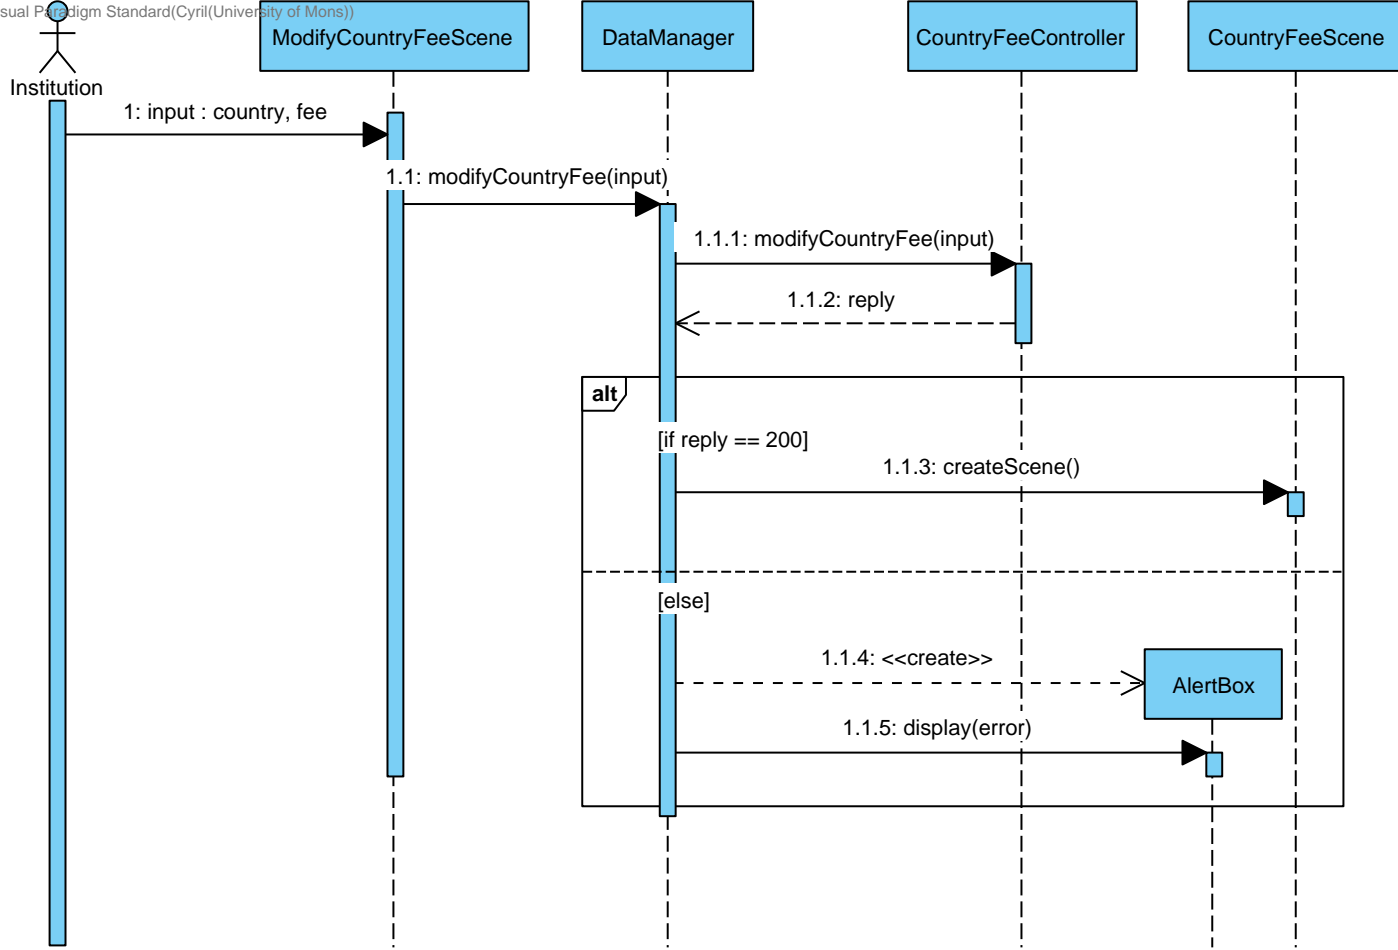 sual Paradigm Standard(Cyril(University of Mons))
ModifyCountryFeeScene
DataManager
CountryFeeController
CountryFeeScene
Institution
1: input : country, fee
1.1: modifyCountryFee(input)
1.1.1: modifyCountryFee(input)
1.1.2: reply
alt
[if reply == 200]
1.1.3: createScene()
[else]
1.1.4: <<create>>
AlertBox
1.1.5: display(error)